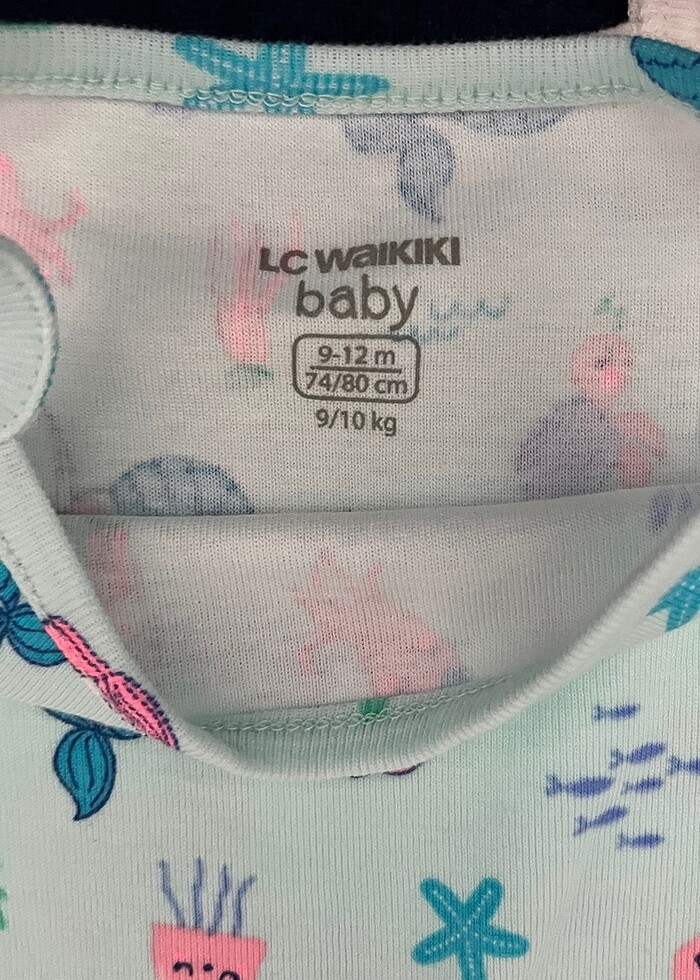 LC WAIKIKI
baby
9-12 m
74/80 cm
9/10 kg